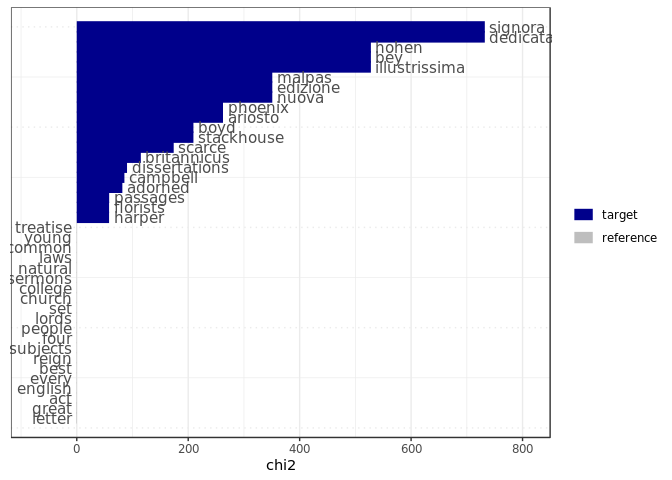 signora
dedicata
hohen
bey
illustrissima
malpas
edizione
nuova
phoenix
ariosto
boyd
stackhouse
scarce
britannicus
dissertations
campbell
adorned
passages
florists
harper
treatise
young
common
laws
natural
sermons
college
church
set
lords
people
four
subjects
reign
best
every
english
act
great
letter
target
reference
0 200 400 600 800
chi2